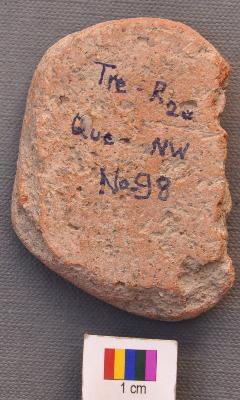 Tre - R2a
Que - NW
No-98
1 cm